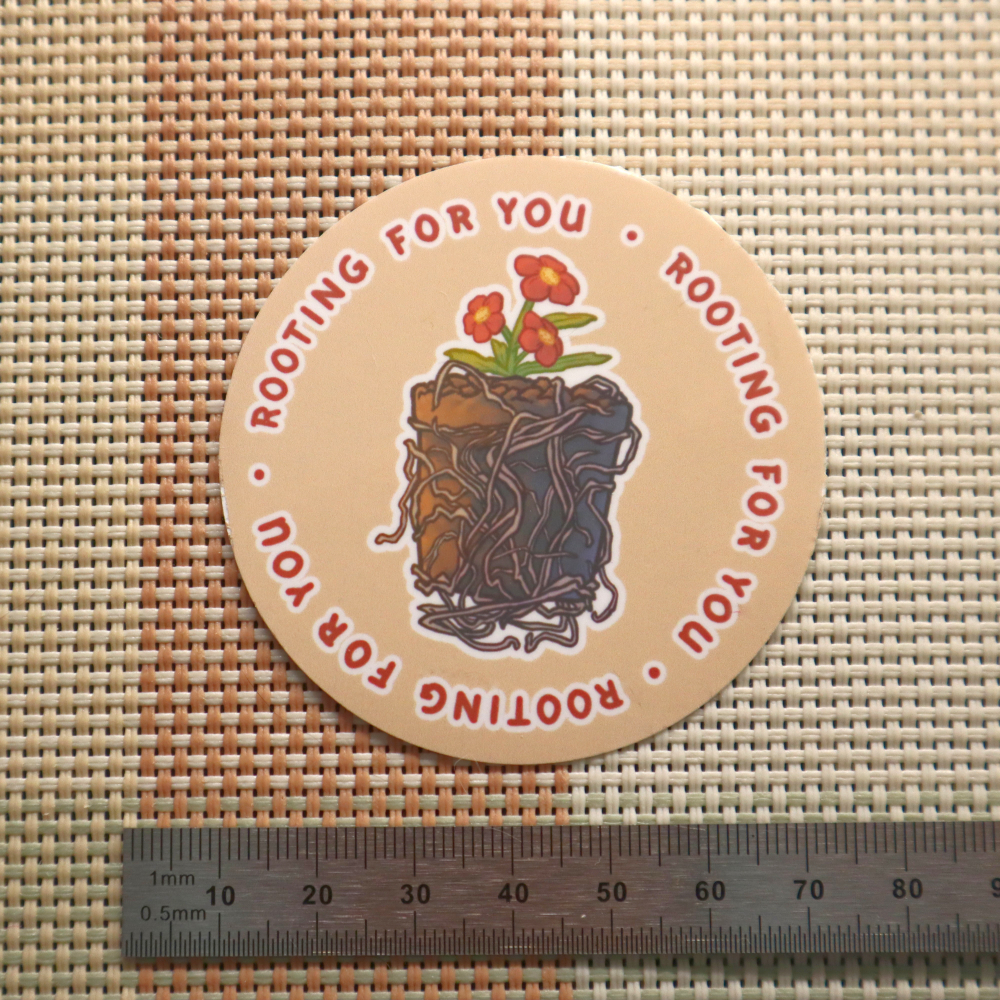 ROOTING FOR YOU • ROOTING FOR YOU • ROOTING FOR YOU •
1mm 10 20 30 40 50 60 70 80
0.5mm